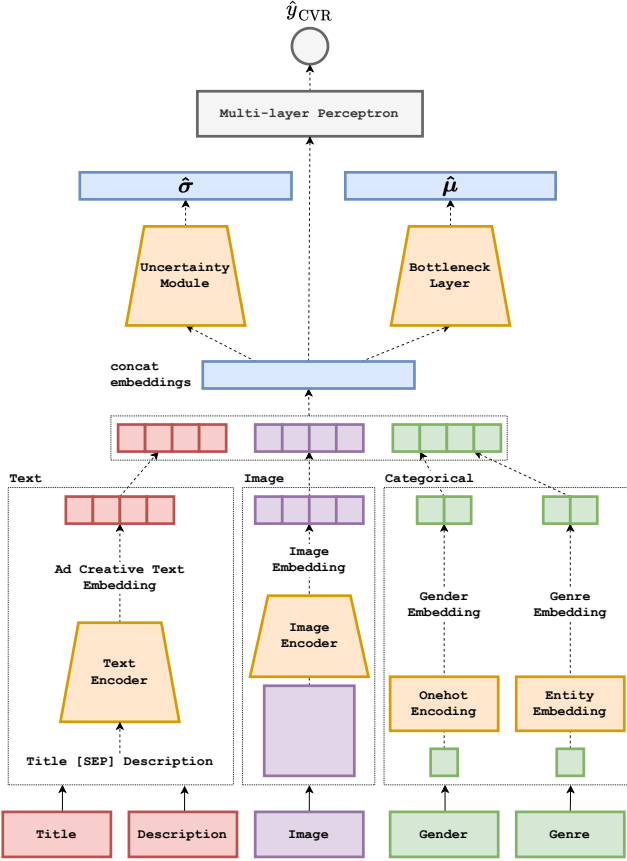 ŷ_CVR
Multi-layer Perceptron
σ̂ μ̂
Uncertainty
Module
Bottleneck
Layer
concat
embeddings
Text
Image
Categorical
Ad Creative Text
Embedding
Image
Embedding
Gender
Embedding
Genre
Embedding
Text
Encoder
Image
Encoder
Onehot
Encoding
Entity
Embedding
Title [SEP] Description
Title
Description
Image
Gender
Genre